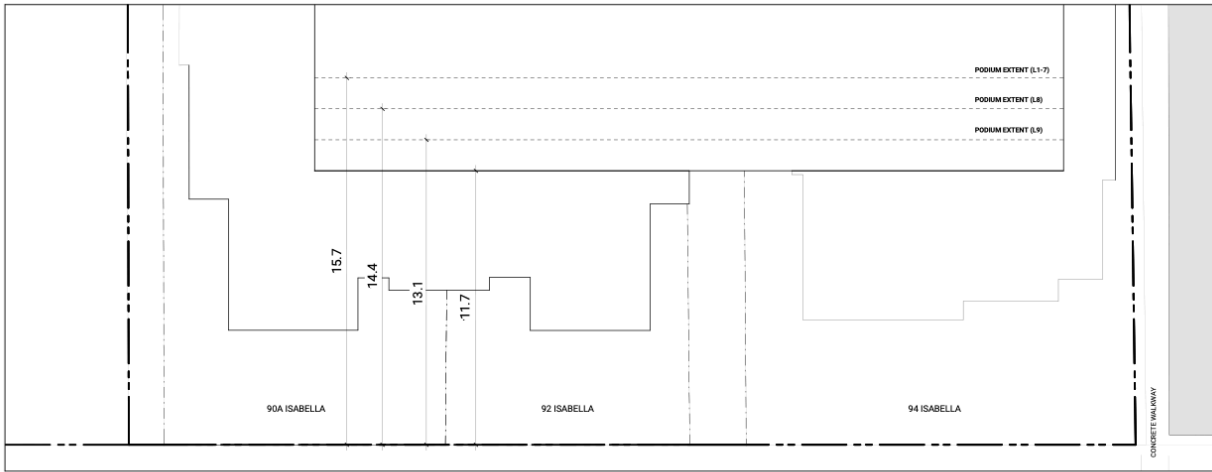 PODIUM EXTENT (L1-7)
PODIUM EXTENT (L8)
PODIUM EXTENT (L9)
15.7
14.4
13.1
11.7
90A ISABELLA
92 ISABELLA
94 ISABELLA
CONCRETE WALKWAY